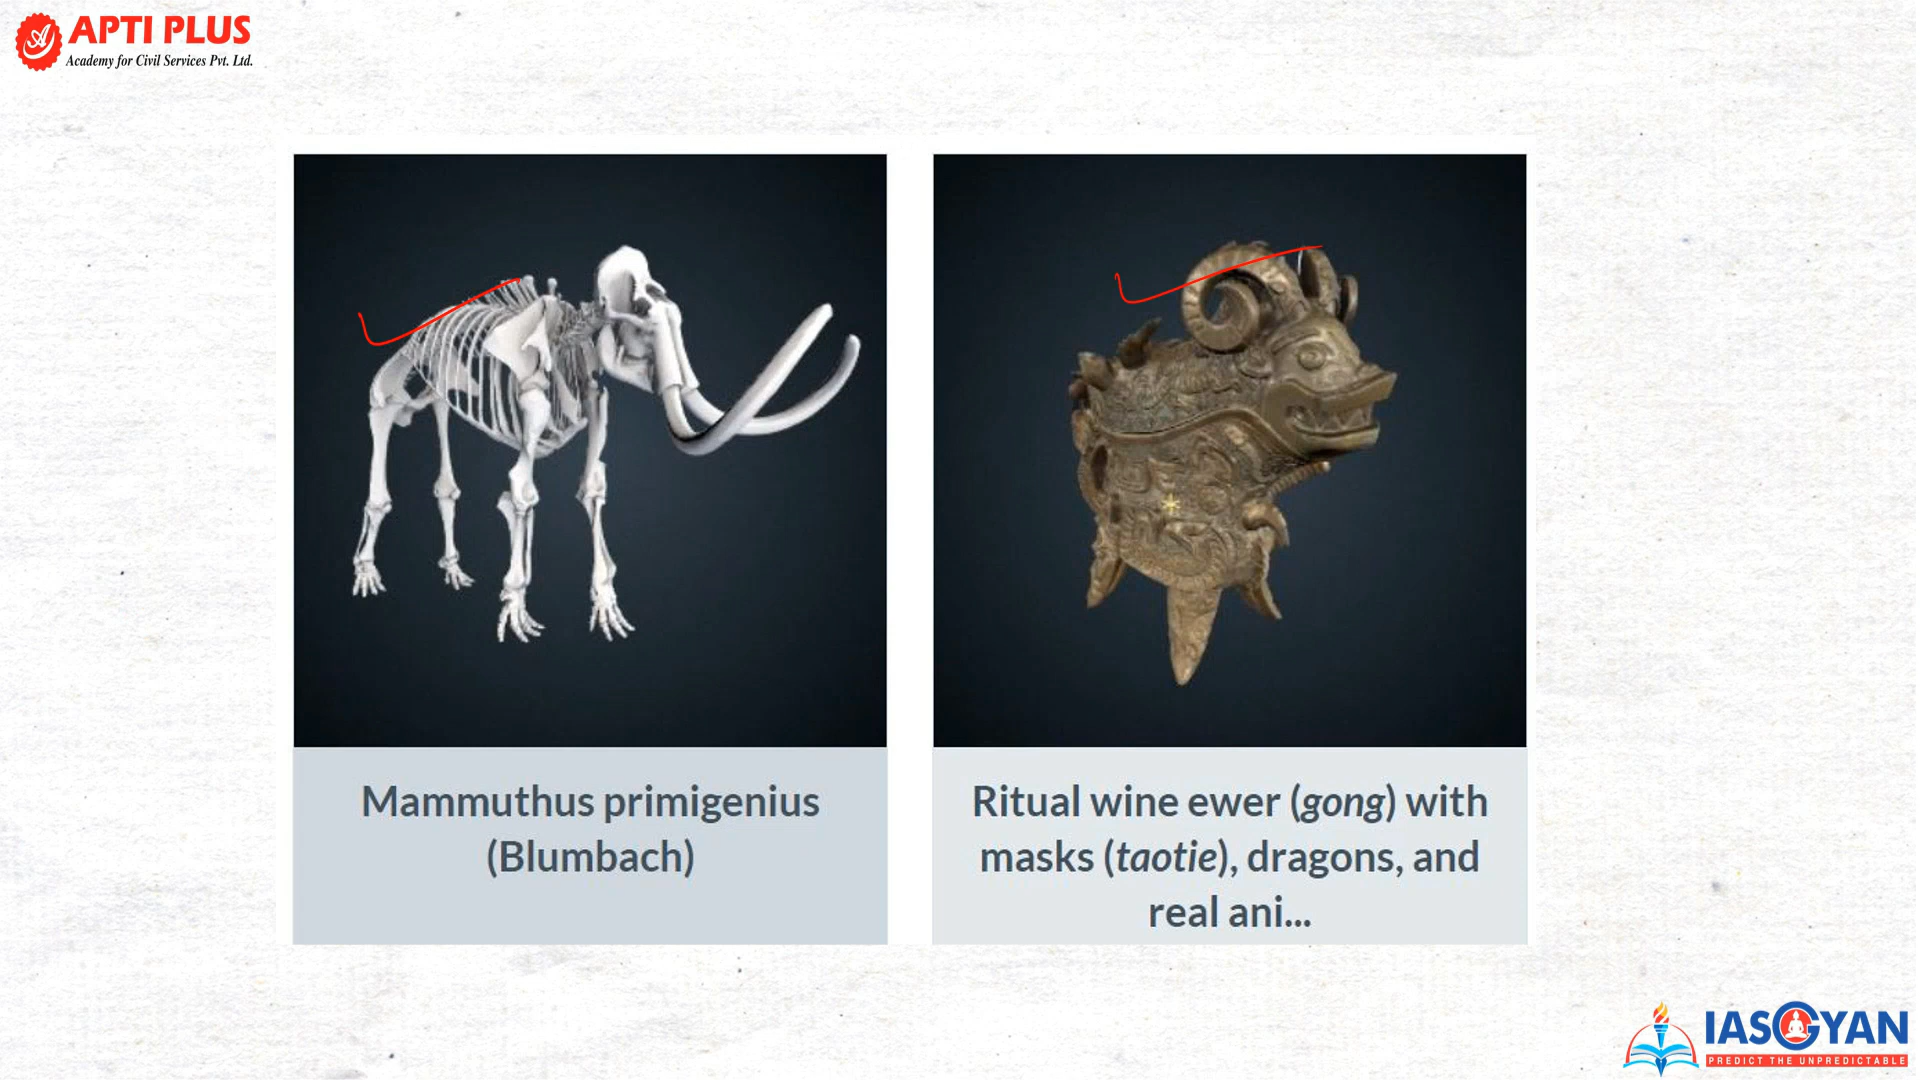 APTI PLUS
Academy for Civil Services Pvt. Ltd.
Mammuthus primigenius
(Blumbach)
Ritual wine ewer (gong) with
masks (taotie), dragons, and
real ani...
IASGYAN
PREDICT THE UNPREDICTABLE